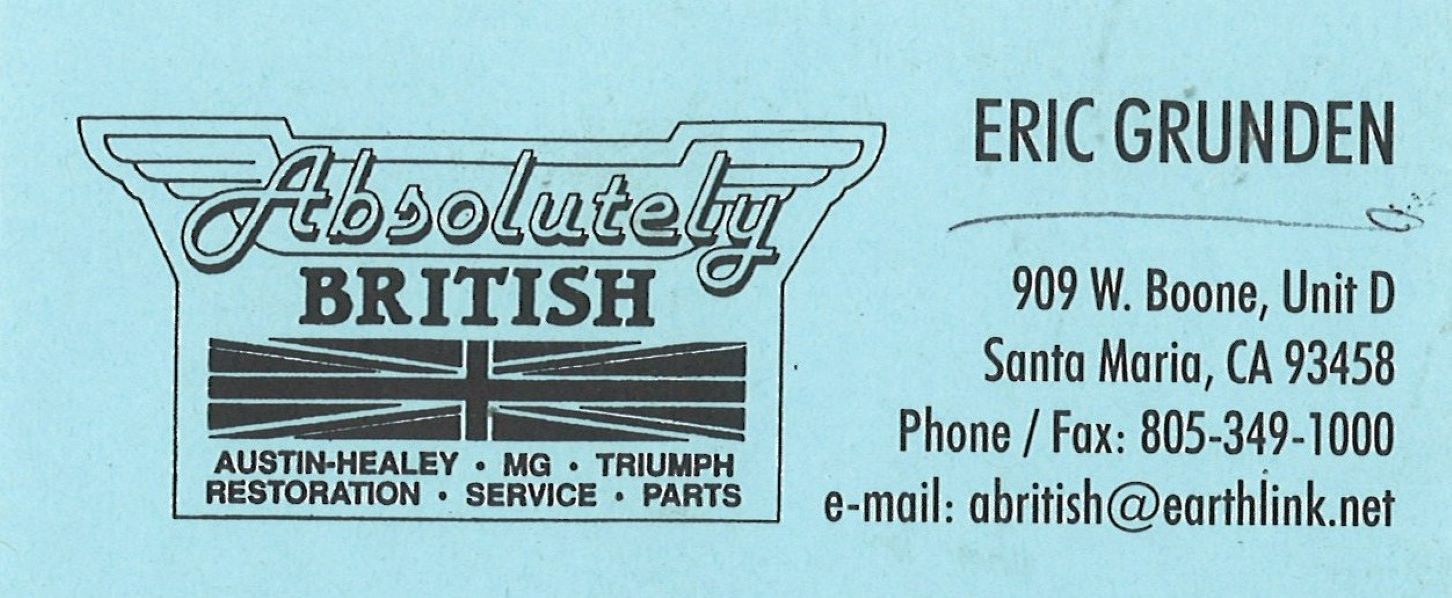 Absolutely
BRITISH
AUSTIN-HEALEY • MG • TRIUMPH
RESTORATION • SERVICE • PARTS
ERIC GRUNDEN
909 W. Boone, Unit D
Santa Maria, CA 93458
Phone / Fax: 805-349-1000
e-mail: abritish@earthlink.net